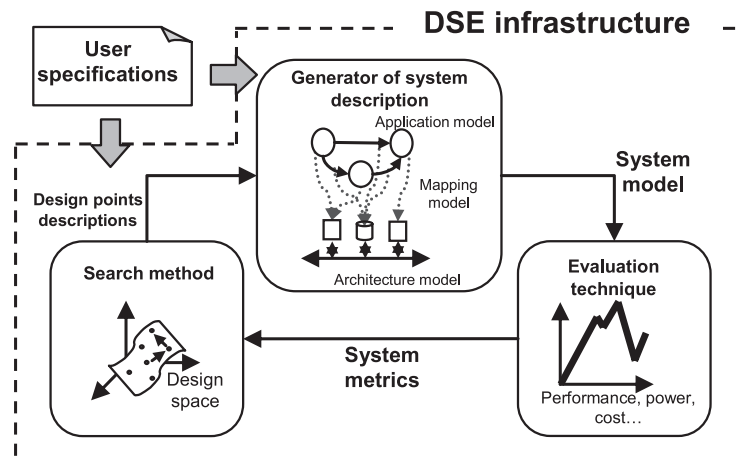 DSE infrastructure
User
specifications
Generator of system
description
Application model
Mapping
model
Architecture model
System
model
Design points
descriptions
Search method
Design
space
Evaluation
technique
Performance, power,
cost…
System
metrics